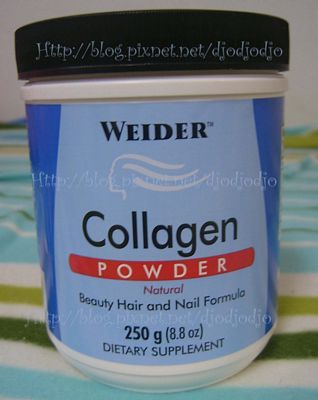 Http://blog.pixnet.net/djodjodjo
WEIDER™
Http://blog.pixnet.net/djodjodjo
Collagen
POWDER
Natural
Beauty Hair and Nail Formula
Http://blog.pixnet.net/djodjodjo
250 g (8.8 oz)
DIETARY SUPPLEMENT